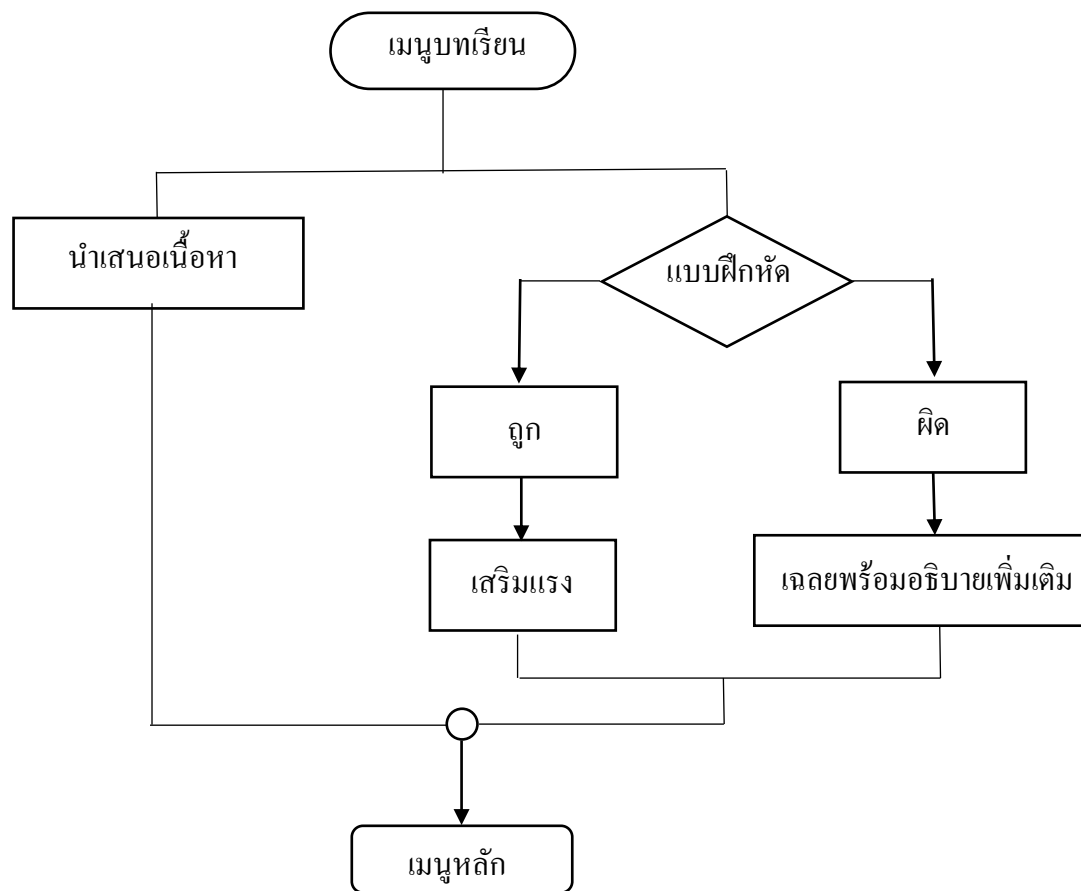 เมนูบทเรียน
นำเสนอเนื้อหา
แบบฝึกหัด
ถูก
ผิด
เสริมแรง
เฉลยพร้อมอธิบายเพิ่มเติม
เมนูหลัก